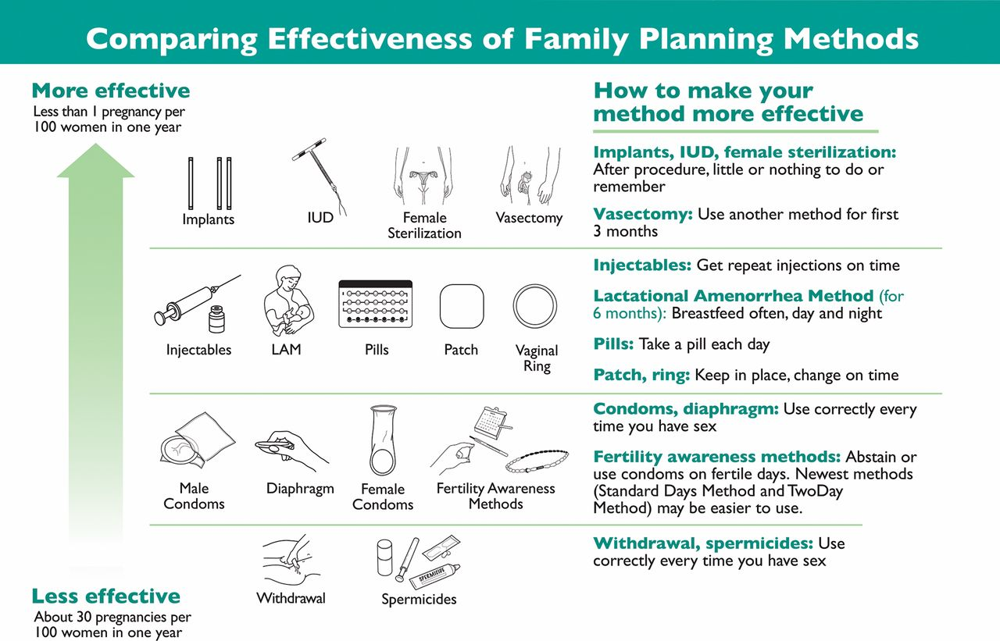 Comparing Effectiveness of Family Planning Methods
More effective
Less than 1 pregnancy per
100 women in one year
Implants
IUD
Female
Sterilization
Vasectomy
Injectables
LAM
Pills
Patch
Vaginal
Ring
Male
Condoms
Diaphragm
Female
Condoms
Fertility Awareness
Methods
Withdrawal
SPERMICIDE
Spermicides
Less effective
About 30 pregnancies per
100 women in one year
How to make your
method more effective
Implants, IUD, female sterilization:
After procedure, little or nothing to do or
remember
Vasectomy: Use another method for first
3 months
Injectables: Get repeat injections on time
Lactational Amenorrhea Method (for
6 months): Breastfeed often, day and night
Pills: Take a pill each day
Patch, ring: Keep in place, change on time
Condoms, diaphragm: Use correctly every
time you have sex
Fertility awareness methods: Abstain or
use condoms on fertile days. Newest methods
(Standard Days Method and TwoDay
Method) may be easier to use.
Withdrawal, spermicides: Use
correctly every time you have sex